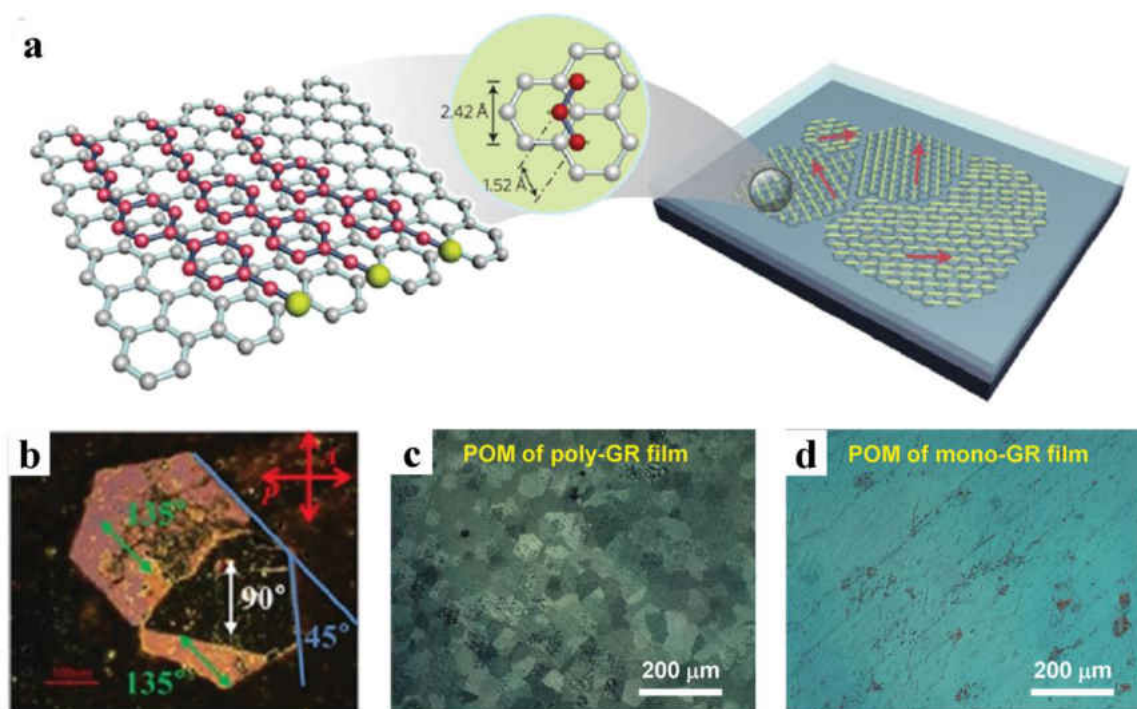 a
2.42 Å
1.52 Å
b
P
135°
90°
45°
135°
c
POM of poly-GR film
200 μm
d
POM of mono-GR film
200 μm